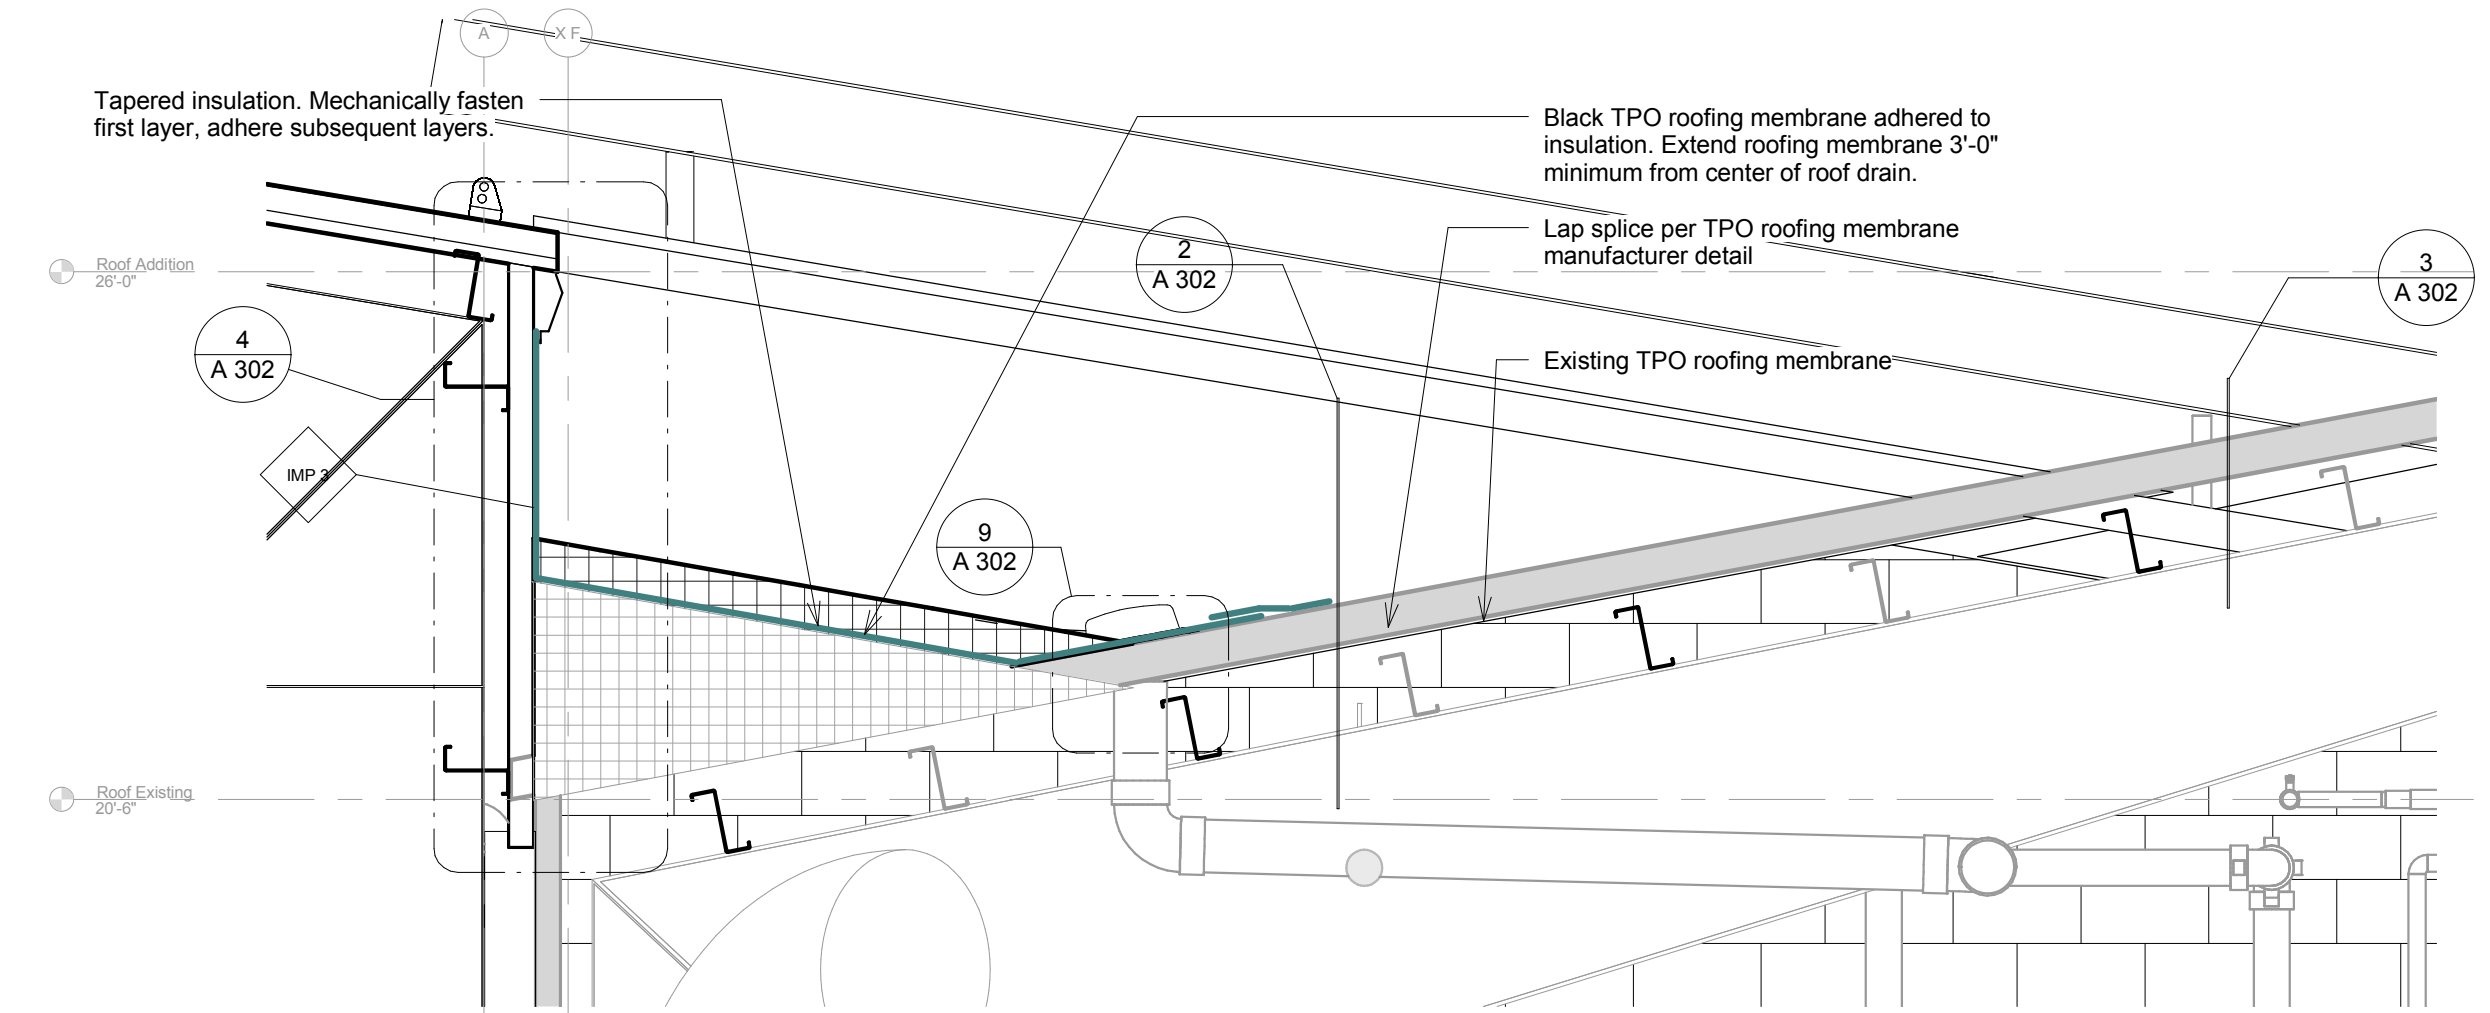 A
X F
Tapered insulation. Mechanically fasten
first layer, adhere subsequent layers.
Black TPO roofing membrane adhered to
insulation. Extend roofing membrane 3'-0"
minimum from center of roof drain.
Lap splice per TPO roofing membrane
manufacturer detail
2
A 302
3
A 302
Roof Addition
26'-0"
4
A 302
Existing TPO roofing membrane
IMP 3
9
A 302
Roof Existing
20'-6"